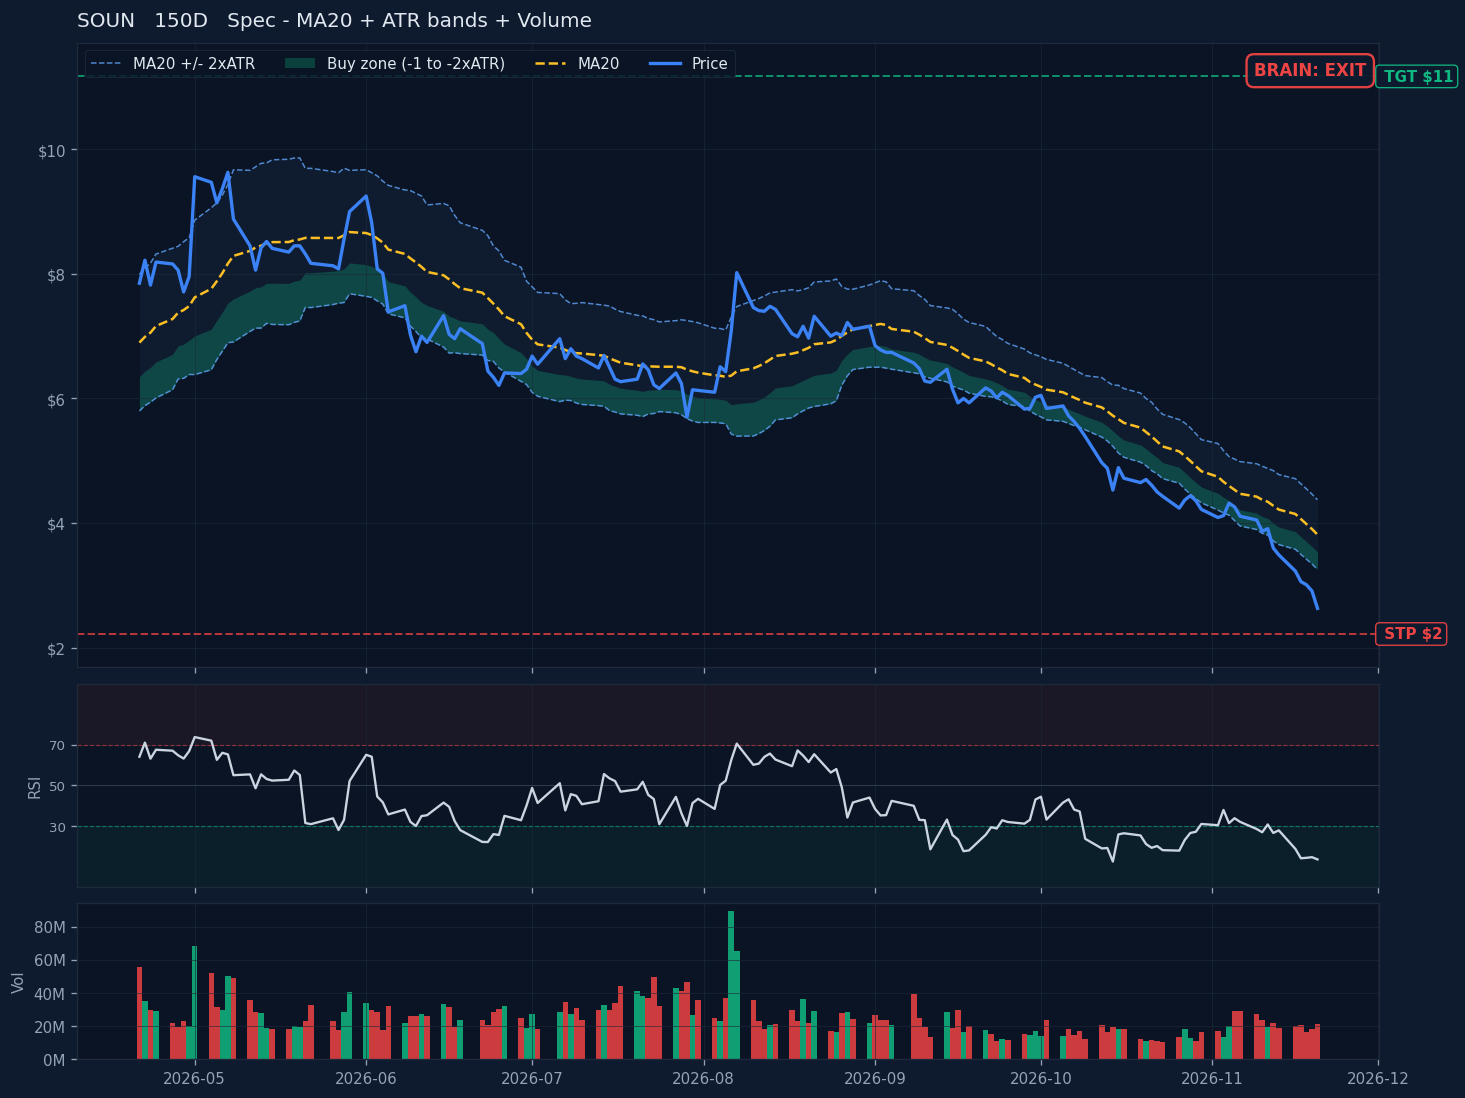 SOUN   150D   Spec - MA20 + ATR bands + Volume
MA20 +/- 2xATR
Buy zone (-1 to -2xATR)
MA20
Price
BRAIN: EXIT
TGT $11
$10
$8
$6
$4
$2
STP $2
70
50
30
RSI
80M
60M
40M
20M
0M
Vol
2026-05
2026-06
2026-07
2026-08
2026-09
2026-10
2026-11
2026-12